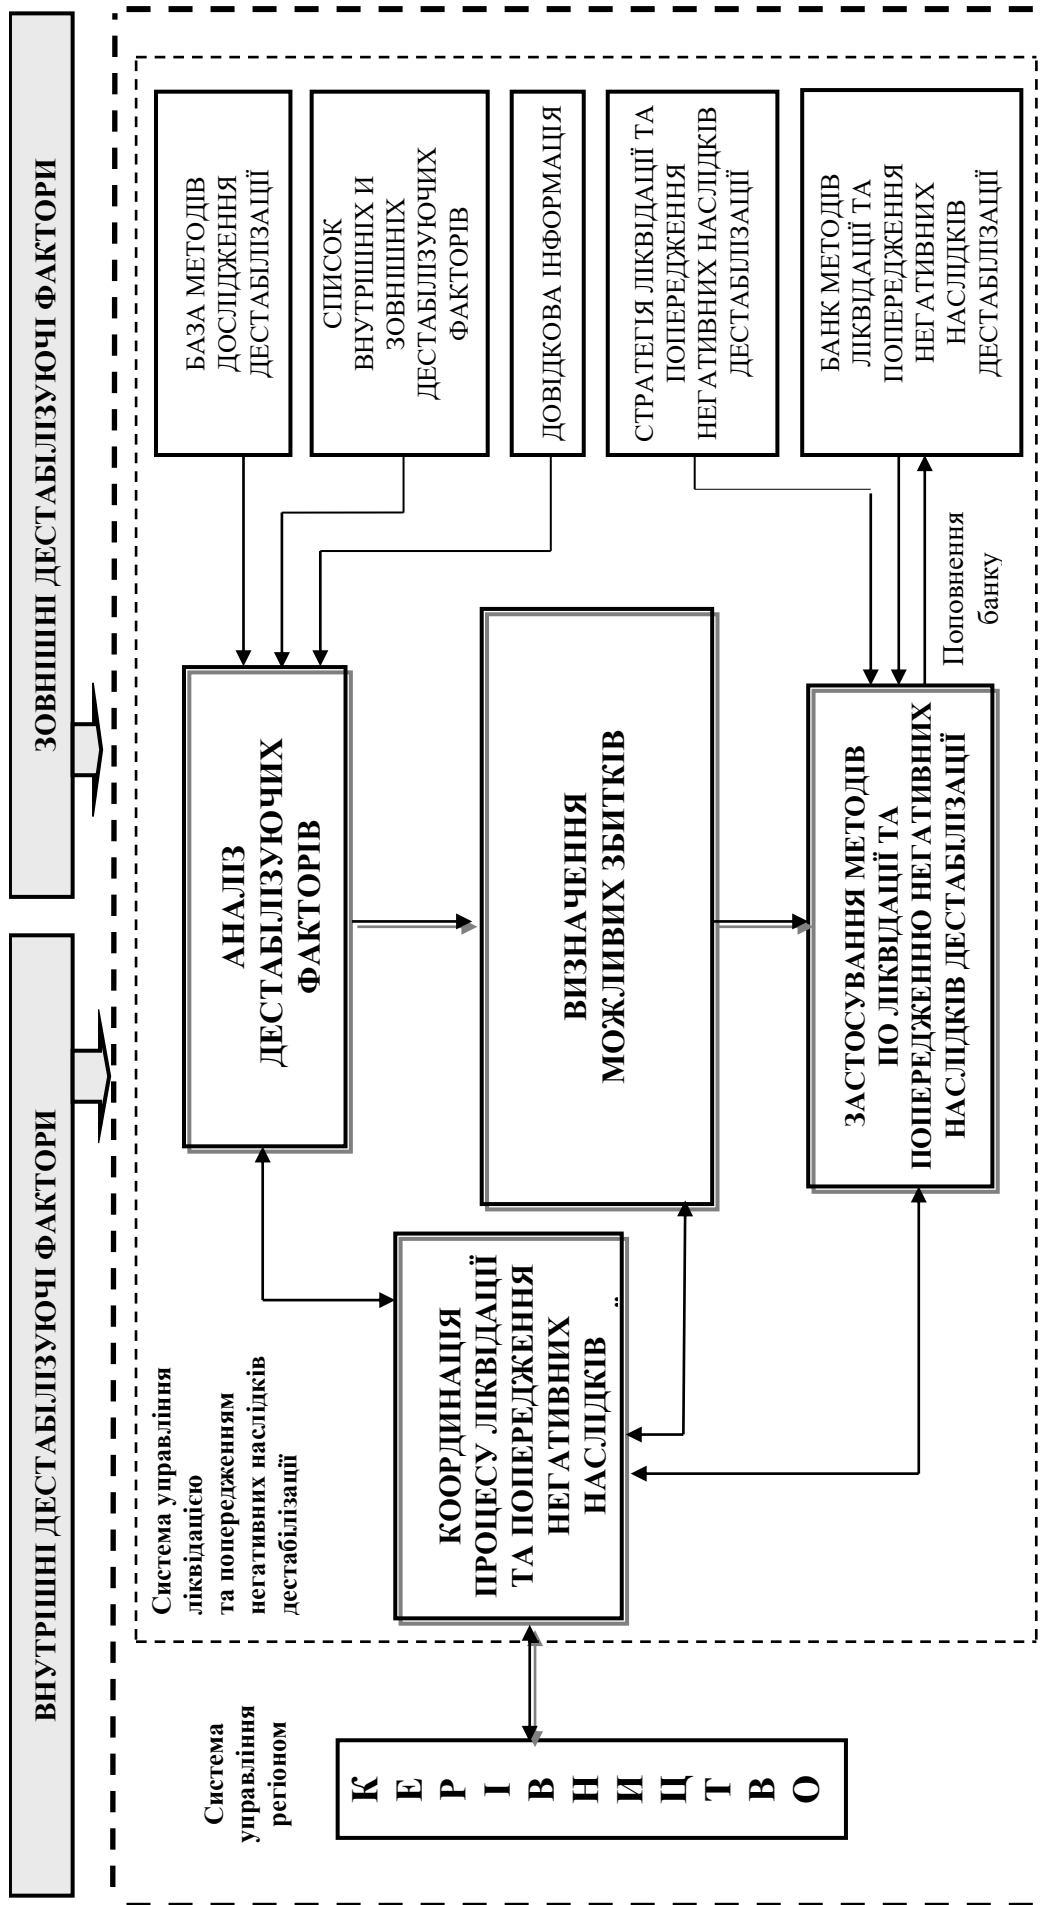 ВНУТРІШНІ ДЕСТАБІЛІЗУЮЧІ ФАКТОРИ
ЗОВНІШНІ ДЕСТАБІЛІЗУЮЧІ ФАКТОРИ
Система
управління
регіоном
К
Е
Р
І
В
Н
И
Ц
Т
В
О
Система управління
ліквідацією
та попередженням
негативних наслідків
дестабілізації
КООРДИНАЦІЯ
ПРОЦЕСУ ЛІКВІДАЦІЇ
ТА ПОПЕРЕДЖЕННЯ
НЕГАТИВНИХ
НАСЛІДКІВ
АНАЛІЗ
ДЕСТАБІЛІЗУЮЧИХ
ФАКТОРІВ
ВИЗНАЧЕННЯ
МОЖЛИВИХ ЗБИТКІВ
ЗАСТОСУВАННЯ МЕТОДІВ
ПО ЛІКВІДАЦІЇ ТА
ПОПЕРЕДЖЕННЮ НЕГАТИВНИХ
НАСЛІДКІВ ДЕСТАБІЛІЗАЦІЇ
Поповнення
банку
БАЗА МЕТОДІВ
ДОСЛІДЖЕННЯ
ДЕСТАБІЛІЗАЦІЇ
СПИСОК
ВНУТРІШНІХ И
ЗОВНІШНІХ
ДЕСТАБІЛІЗУЮЧИХ
ФАКТОРІВ
ДОВІДКОВА ІНФОРМАЦІЯ
СТРАТЕГІЯ ЛІКВІДАЦІЇ ТА
ПОПЕРЕДЖЕННЯ
НЕГАТИВНИХ НАСЛІДКІВ
ДЕСТАБІЛІЗАЦІЇ
БАНК МЕТОДІВ
ЛІКВІДАЦІЇ ТА
ПОПЕРЕДЖЕННЯ
НЕГАТИВНИХ
НАСЛІДКІВ
ДЕСТАБІЛІЗАЦІЇ